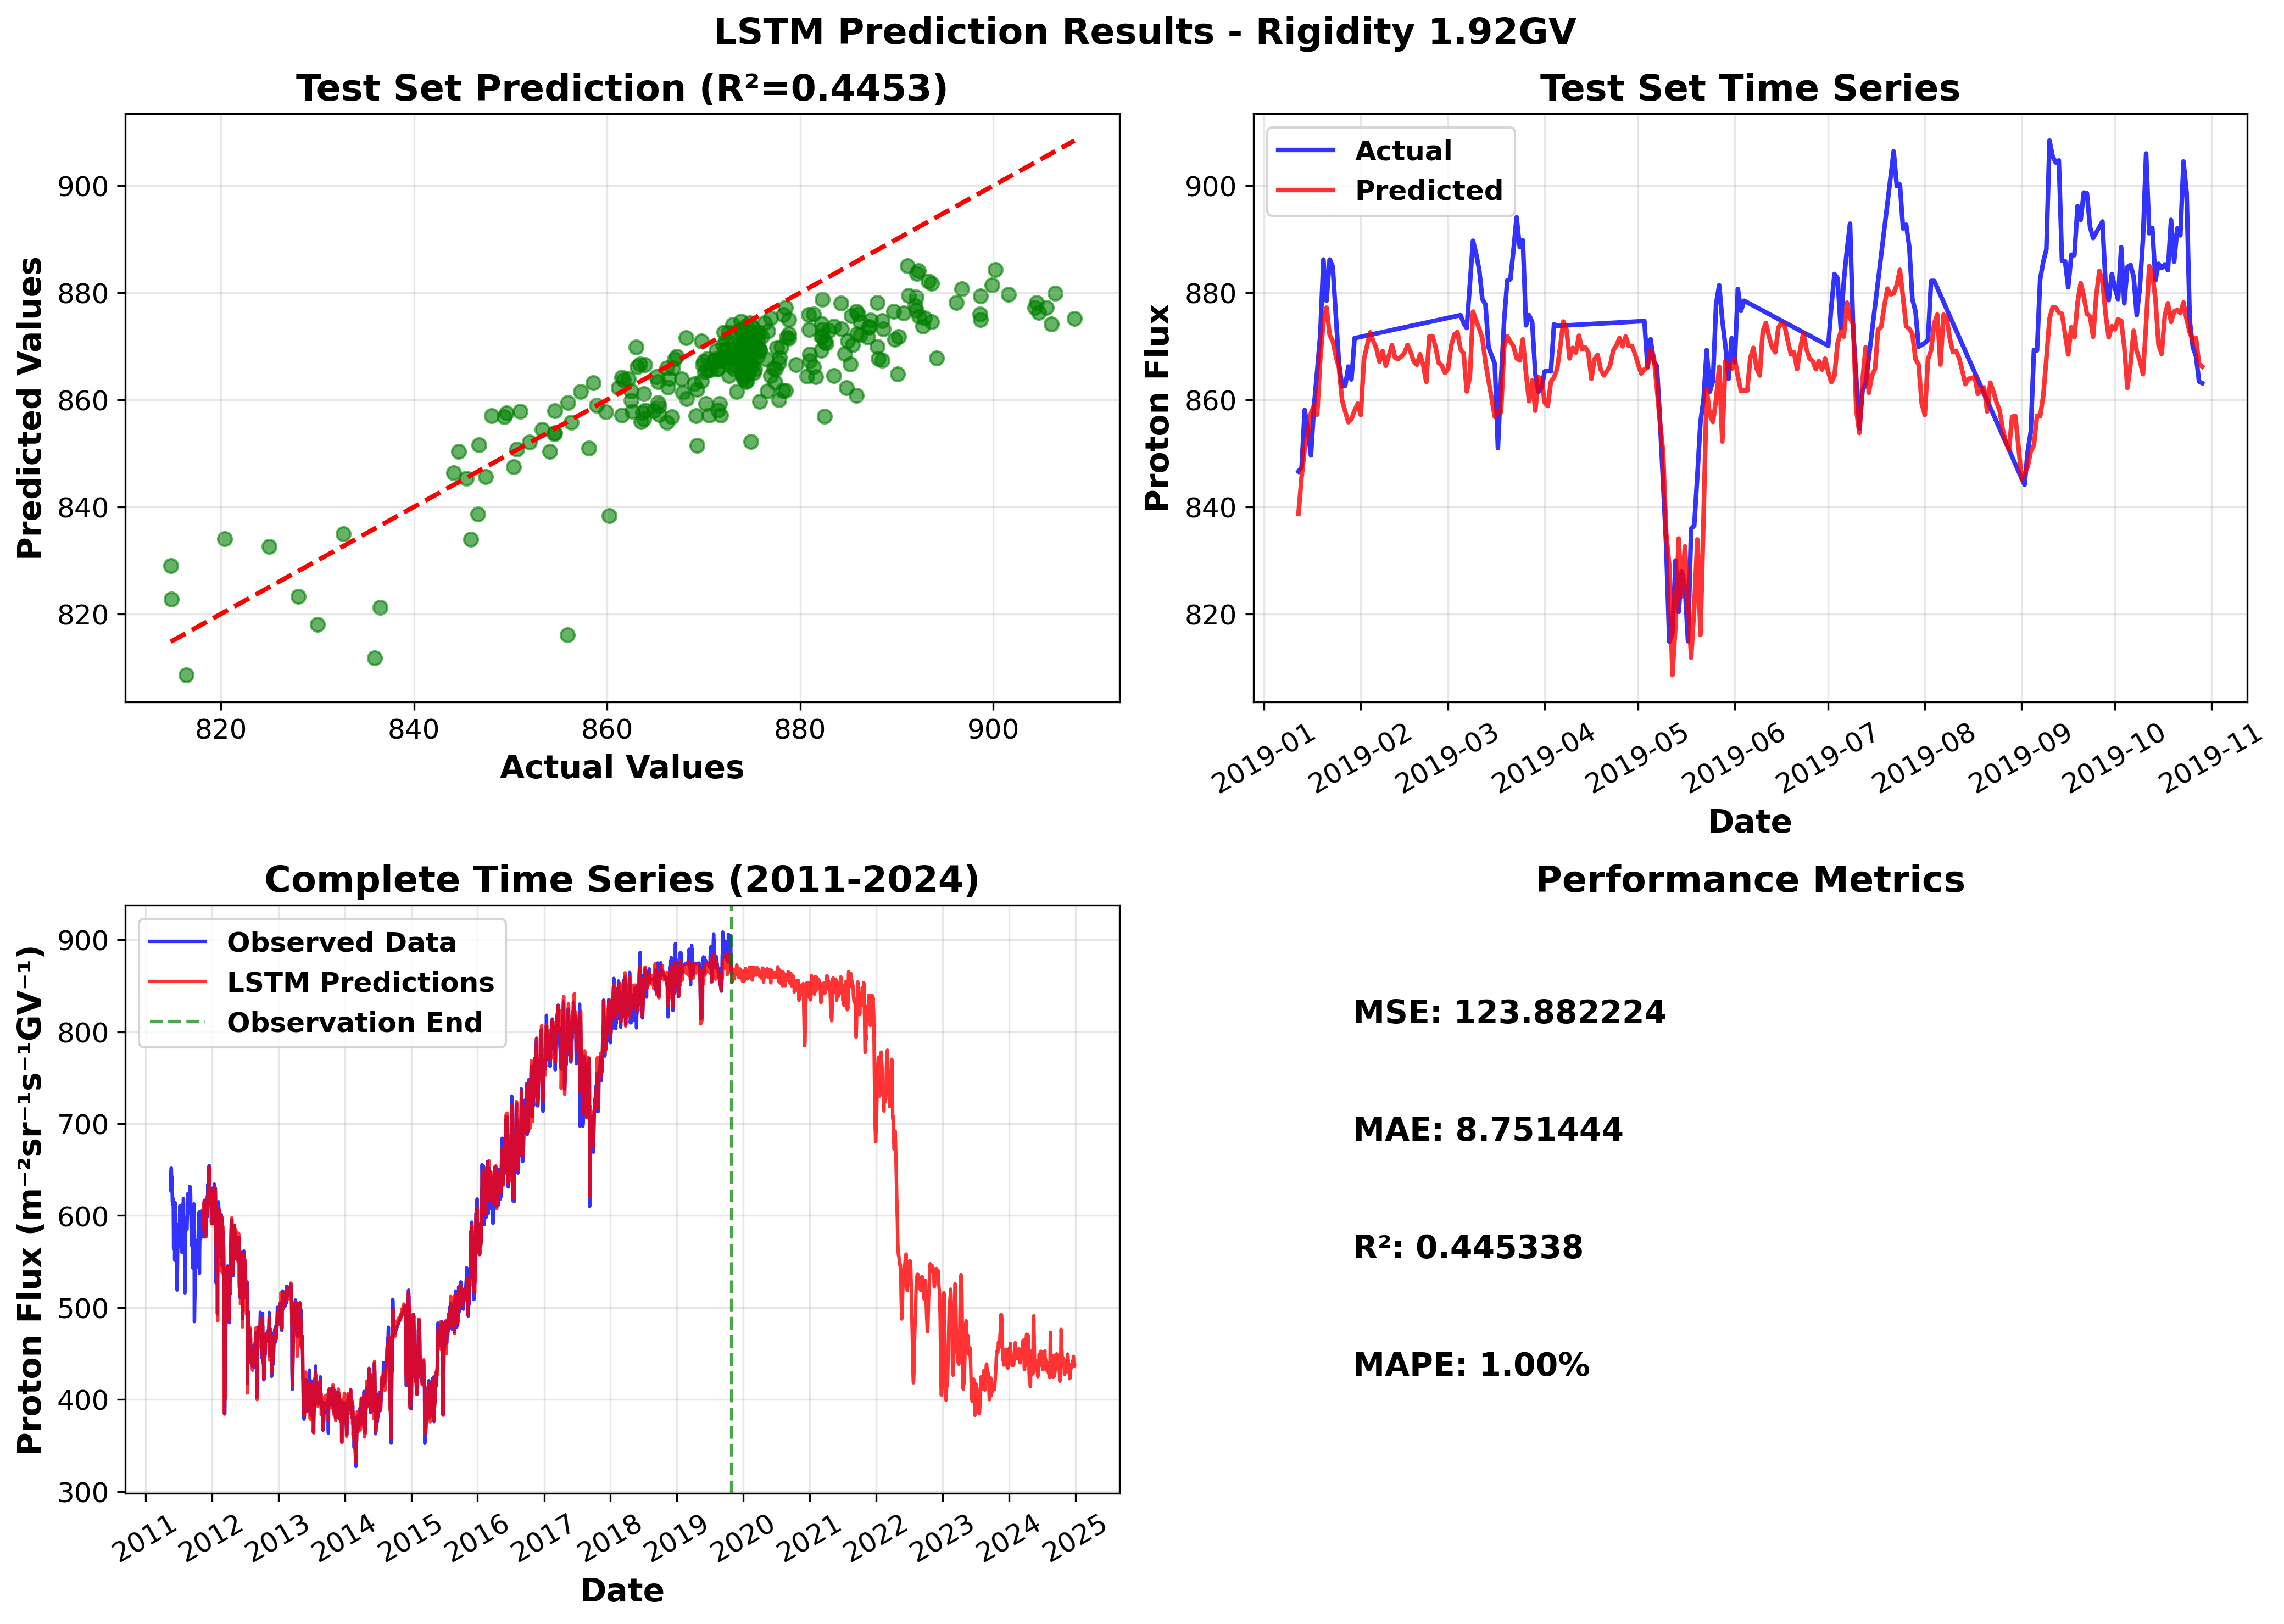 LSTM Prediction Results - Rigidity 1.92GV
Test Set Prediction (R²=0.4453)
Predicted Values
900
880
860
840
820
820 840 860 880 900
Actual Values
Test Set Time Series
Actual
Predicted
Proton Flux
900
880
860
840
820
2019-01 2019-02 2019-03 2019-04 2019-05 2019-06 2019-07 2019-08 2019-09 2019-10 2019-11
Date
Complete Time Series (2011-2024)
Observed Data
LSTM Predictions
Observation End
Proton Flux (m⁻²sr⁻¹s⁻¹GV⁻¹)
900
800
700
600
500
400
300
2011 2012 2013 2014 2015 2016 2017 2018 2019 2020 2021 2022 2023 2024 2025
Date
Performance Metrics
MSE: 123.882224
MAE: 8.751444
R²: 0.445338
MAPE: 1.00%